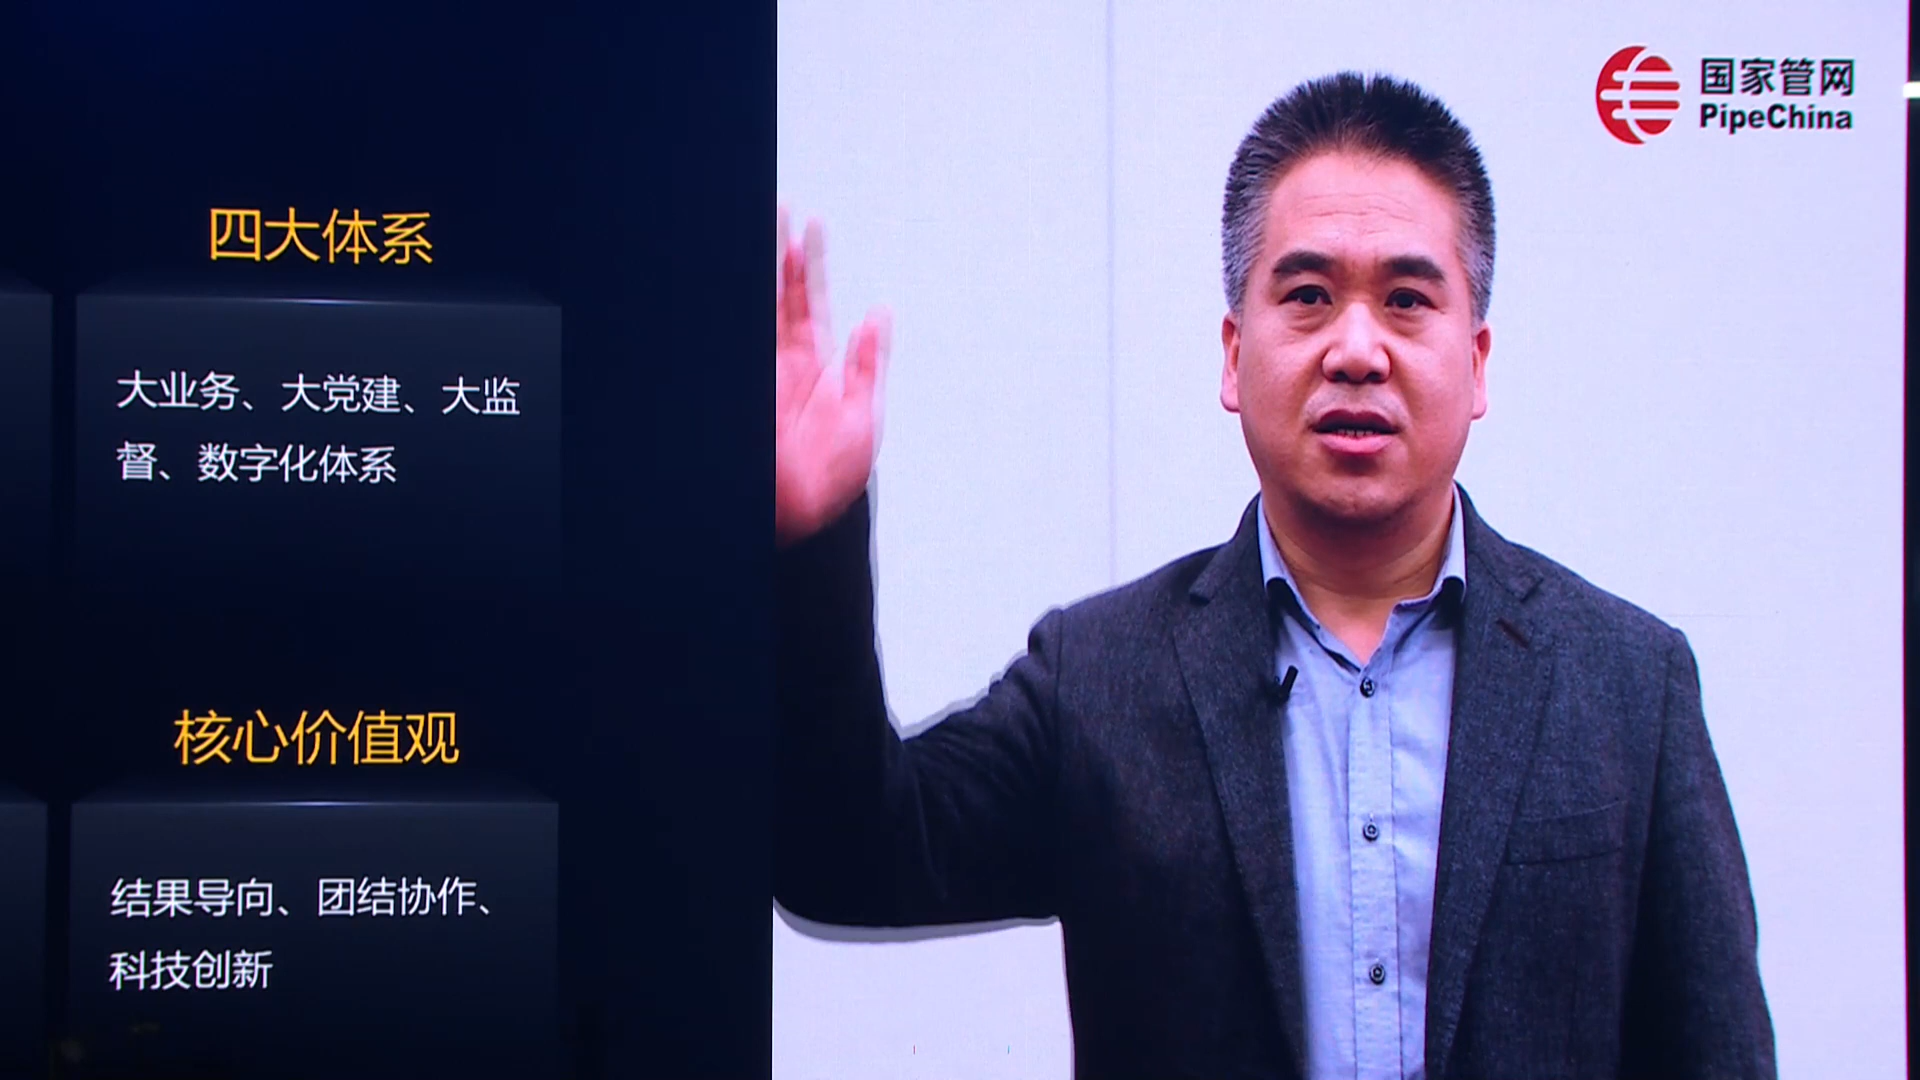 四大体系
大业务、大党建、大监
督、数字化体系
核心价值观
结果导向、团结协作、
科技创新
国家管网
PipeChina